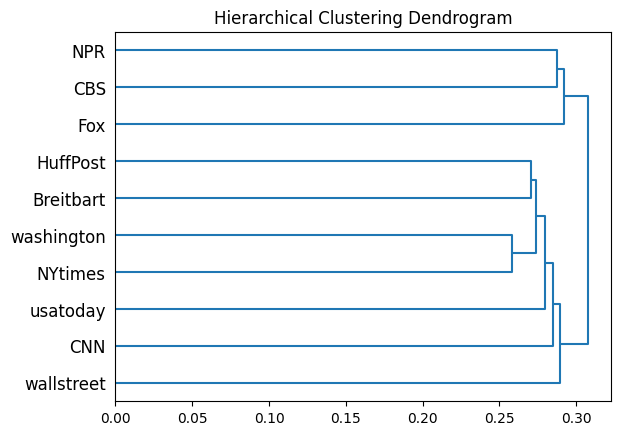 Hierarchical Clustering Dendrogram
NPR
CBS
Fox
HuffPost
Breitbart
washington
NYtimes
usatoday
CNN
wallstreet
0.00 0.05 0.10 0.15 0.20 0.25 0.30